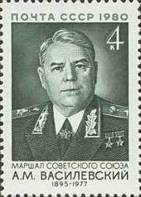 ПОЧТА СССР 1980
4
К
МАРШАЛ СОВЕТСКОГО СОЮЗА
А.М. ВАСИЛЕВСКИЙ
1895-1977